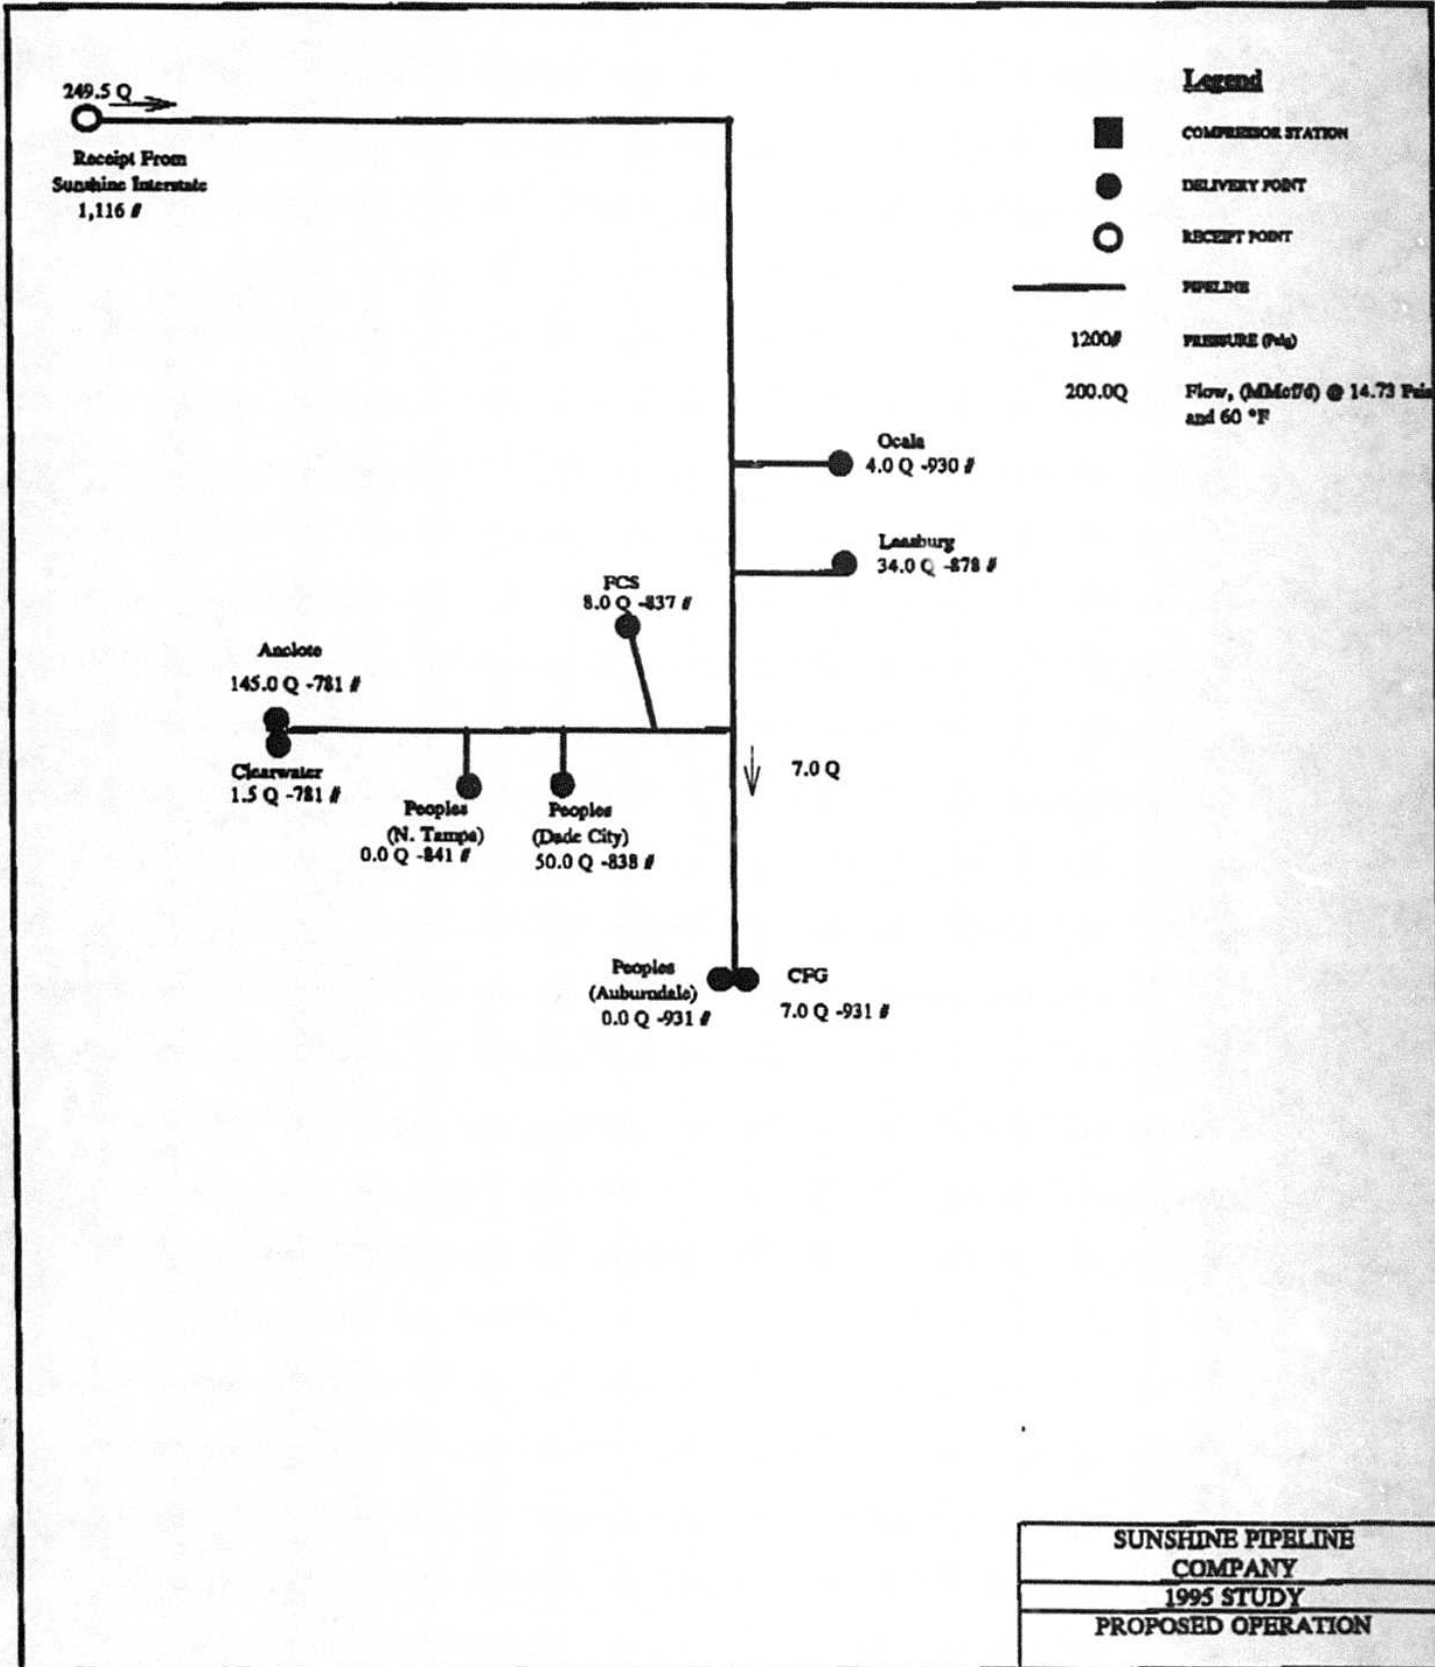 249.5 Q
Receipt From
Sunshine Interstate
1,116 #
Legend
COMPRESSOR STATION
DELIVERY POINT
RECEIPT POINT
PIPELINE
1200# PRESSURE (Psig)
200.0Q Flow, (MMcf/d) @ 14.73 Psia
and 60 °F
Ocala
4.0 Q -930 #
Leesburg
34.0 Q -878 #
8.0 Q -837 #
Anclote
145.0 Q -781 #
Clearwater
1.5 Q -781 #
Peoples
(N. Tampa)
0.0 Q -841 #
Peoples
(Dade City)
50.0 Q -838 #
7.0 Q
Peoples
(Auburndale)
0.0 Q -931 #
CFG
7.0 Q -931 #
SUNSHINE PIPELINE
COMPANY
1995 STUDY
PROPOSED OPERATION